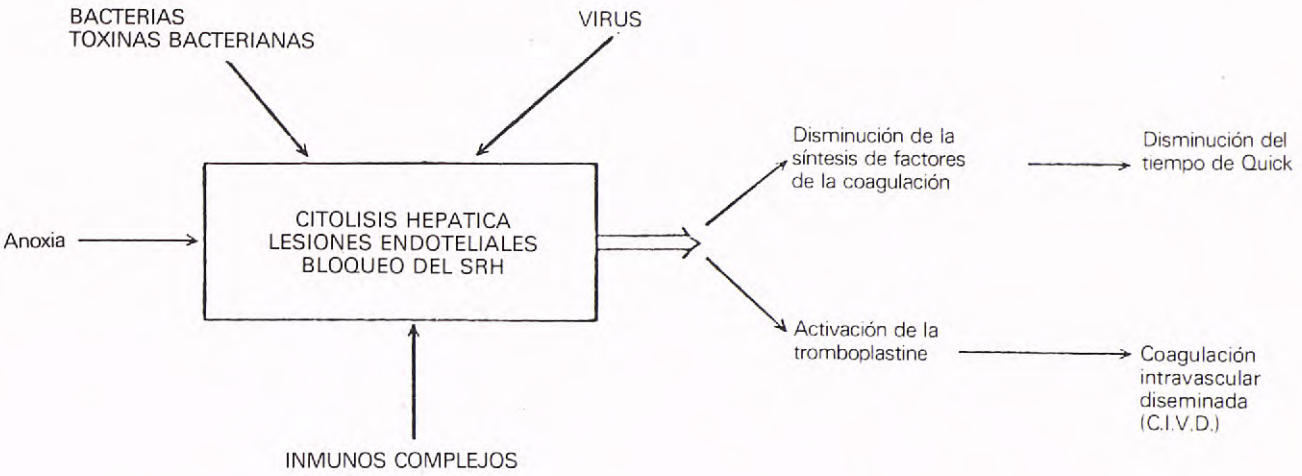 BACTERIAS
TOXINAS BACTERIANAS
VIRUS
Anoxia
CITOLISIS HEPATICA
LESIONES ENDOTELIALES
BLOQUEO DEL SRH
INMUNOS COMPLEJOS
Disminución de la
síntesis de factores
de la coagulación
Disminución del
tiempo de Quick
Activación de la
tromboplastine
Coagulación
intravascular
diseminada
(C.I.V.D.)